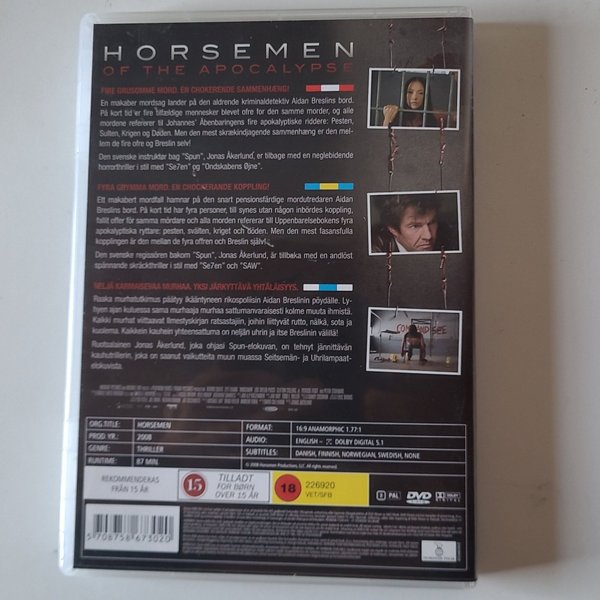 HORSEMEN
OF THE APOCALYPSE
FIRE GRUSOMME MORD. EN CHOKERENDE SAMMENHÆNG!
En makaber mordsag lander på den aldrende kriminaldetektiv Aidan Breslins bord.
På kort tid er fire tilfældige mennesker blevet ofre for den samme morder, og alle
mordene refererer til Johannes' Åbenbaringens fire apokalyptiske riddere: Pesten,
Sulten, Krigen og Døden. Men den mest skrækindjagende sammenhæng er den mel-
lem de fire ofre og Breslin selv!
Den svenske instruktør bag "Spun", Jonas Åkerlund, er tilbage med en neglebidende
horrorthriller i stil med "Se7en" og "Ondskabens Øjne".
FYRA GRYMMA MORD. EN CHOCKERANDE KOPPLING!
Ett makabert mordfall hamnar på den snart pensionsfärdige mordutredaren Aidan
Breslins bord. På kort tid har fyra personer, till synes utan någon inbördes koppling,
fallit offer för samma mördare och alla morden refererar till Uppenbarelsebokens fyra
apokalyptiska ryttare: pesten, svälten, kriget och döden. Men den mest fasansfulla
kopplingen är den mellan de fyra offren och Breslin själv!
Den svenske regissören bakom "Spun", Jonas Åkerlund, är tillbaka med en andlöst
spännande skräckthriller i stil med "Se7en" och "SAW".
NELJÄ KARMAISEVAA MURHAA. YKSI JÄRKYTTÄVÄ YHTÄLÄISYYS.
Raaka murhatutkimus päätyy ikääntyneen rikospoliisin Aidan Breslinin pöydälle. Ly-
hyen ajan kuluessa sama murhaaja murhaa sattumanvaraisesti kolme muuta ihmistä.
Kaikki murhat viittaavat Ilmestyskirjan ratsastajiin, joihin liittyvät rutto, nälkä, sota ja
kuolema. Kaikkein kauhein yhteensattuma on neljän uhrin ja itse Breslinin välillä!
Ruotsalainen Jonas Åkerlund, joka ohjasi Spun-elokuvan, on tehnyt jännittävän
kauhutrillerin, joka on saanut vaikutteita muun muassa Seitsemän- ja Uhrilampaat-
elokuvista.
COME AND SEE
ORG.TITLE: HORSEMEN
PROD. YR.: 2008
GENRE: THRILLER
RUNTIME: 87 MIN.
FORMAT: 16:9 ANAMORPHIC 1.77:1
AUDIO: ENGLISH - DOLBY DIGITAL 5.1
SUBTITLES: DANISH, FINNISH, NORWEGIAN, SWEDISH, NONE
© 2008 Horsemen Productions, LLC. All rights reserved
REKOMMENDERAS
FRÅN 15 ÅR
15
TILLADT
FOR BØRN
OVER 15 ÅR
18
226920
VET/SFB
PAL
DVD
DOLBY
5 706758 673020